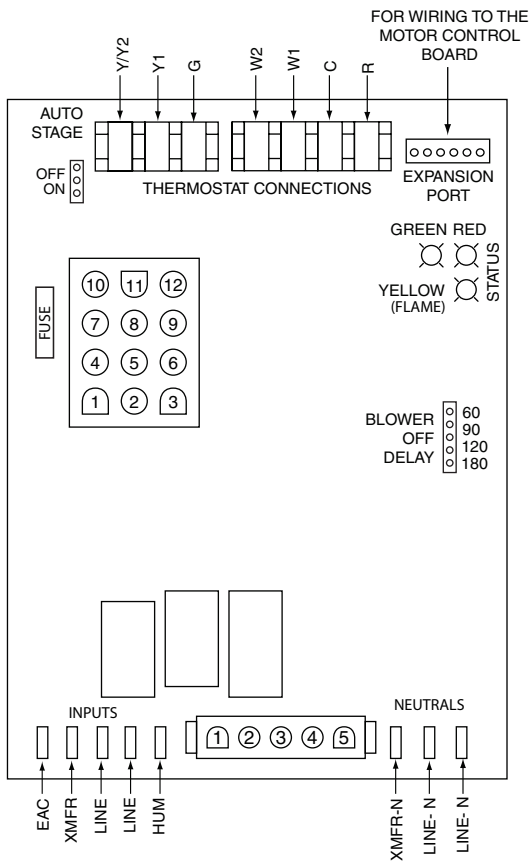 FOR WIRING TO THE
MOTOR CONTROL
BOARD
Y/Y2
Y1
G
W2
W1
C
R
AUTO
STAGE
OFF
ON
THERMOSTAT CONNECTIONS
EXPANSION
PORT
GREEN RED
STATUS
YELLOW
(FLAME)
FUSE
10 11 12
7 8 9
4 5 6
1 2 3
BLOWER
OFF
DELAY
60
90
120
180
INPUTS
NEUTRALS
1 2 3 4 5
EAC
XMFR
LINE
LINE
HUM
XMFR-N
LINE- N
LINE- N